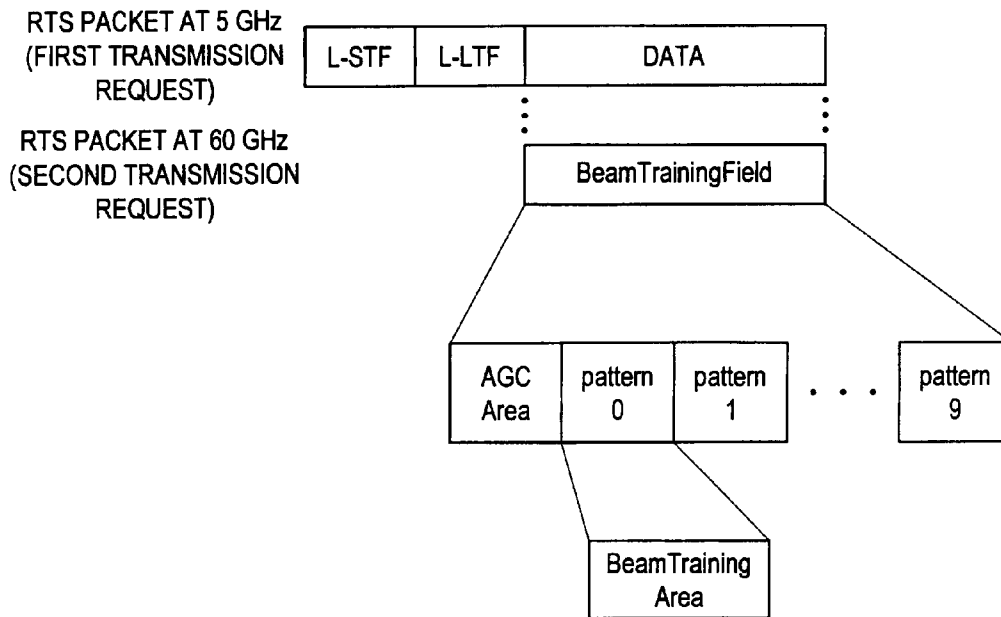 RTS PACKET AT 5 GHz
(FIRST TRANSMISSION
REQUEST)
L-STF
L-LTF
DATA
RTS PACKET AT 60 GHz
(SECOND TRANSMISSION
REQUEST)
BeamTrainingField
AGC
Area
pattern
0
pattern
1
pattern
9
BeamTraining
Area